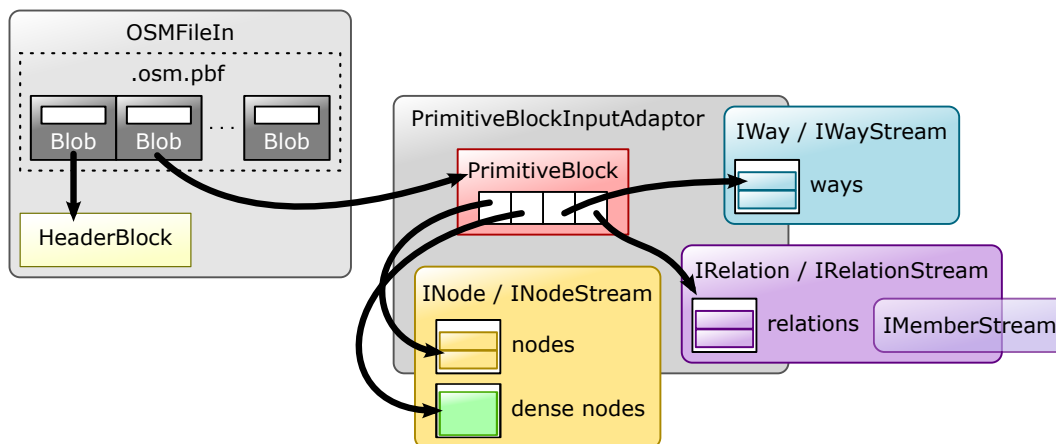 OSMFileIn
.osm.pbf
Blob
Blob
...
Blob
HeaderBlock
PrimitiveBlockInputAdaptor
PrimitiveBlock
IWay / IWayStream
ways
INode / INodeStream
nodes
dense nodes
IRelation / IRelationStream
relations
IMemberStream